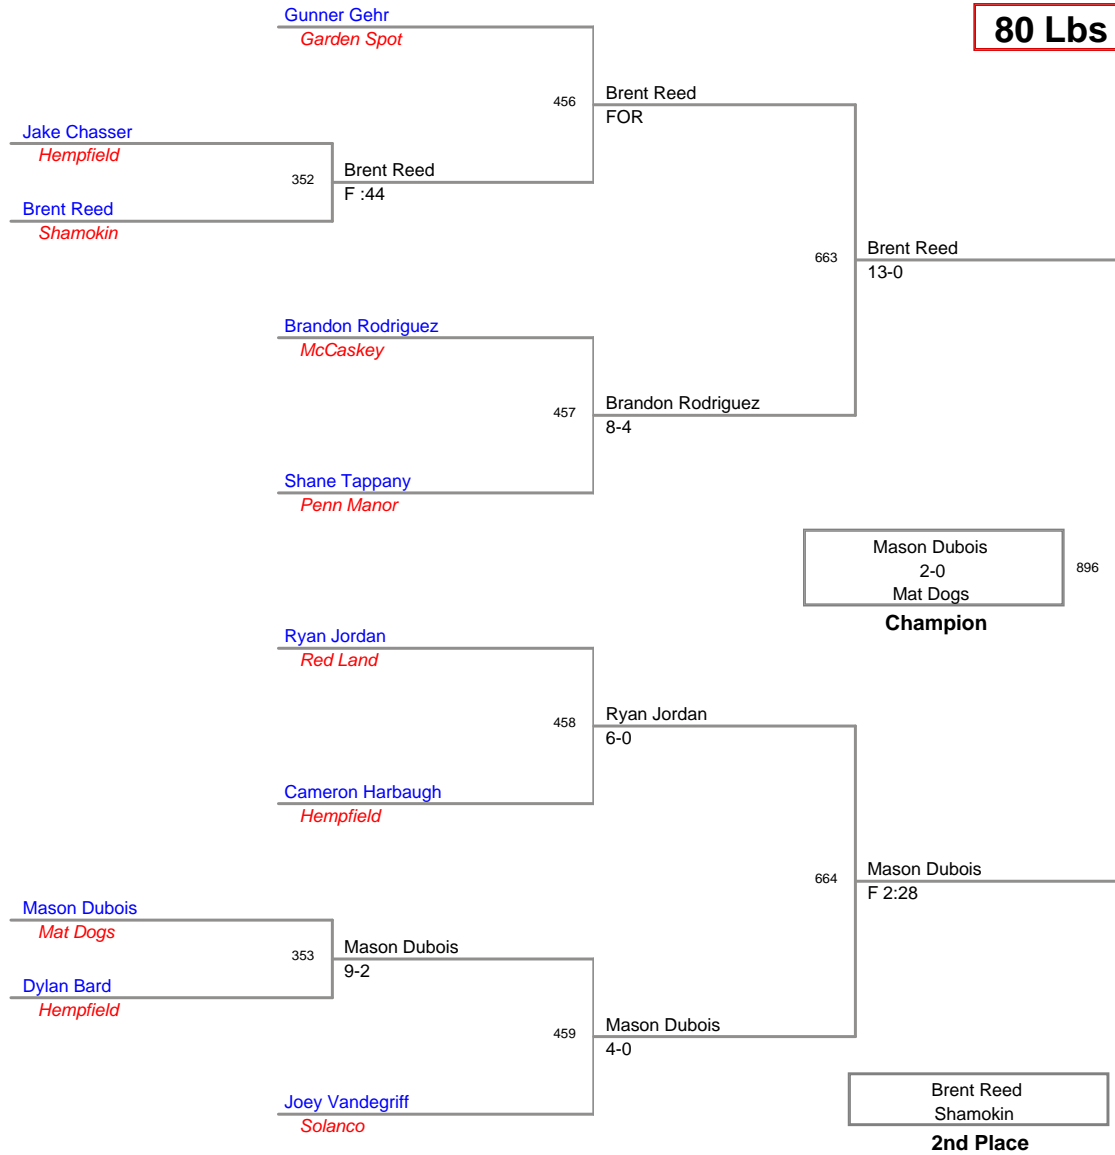 Gunner Gehr
Garden Spot
80 Lbs
456
Brent Reed
FOR
Jake Chasser
Hempfield
352
Brent Reed
F :44
Brent Reed
Shamokin
663
Brent Reed
13-0
Brandon Rodriguez
McCaskey
457
Brandon Rodriguez
8-4
Shane Tappany
Penn Manor
Mason Dubois
2-0
Mat Dogs
896
Champion
Ryan Jordan
Red Land
458
Ryan Jordan
6-0
Cameron Harbaugh
Hempfield
664
Mason Dubois
F 2:28
Mason Dubois
Mat Dogs
353
Mason Dubois
9-2
Dylan Bard
Hempfield
459
Mason Dubois
4-0
Joey Vandegriff
Solanco
Brent Reed
Shamokin
2nd Place